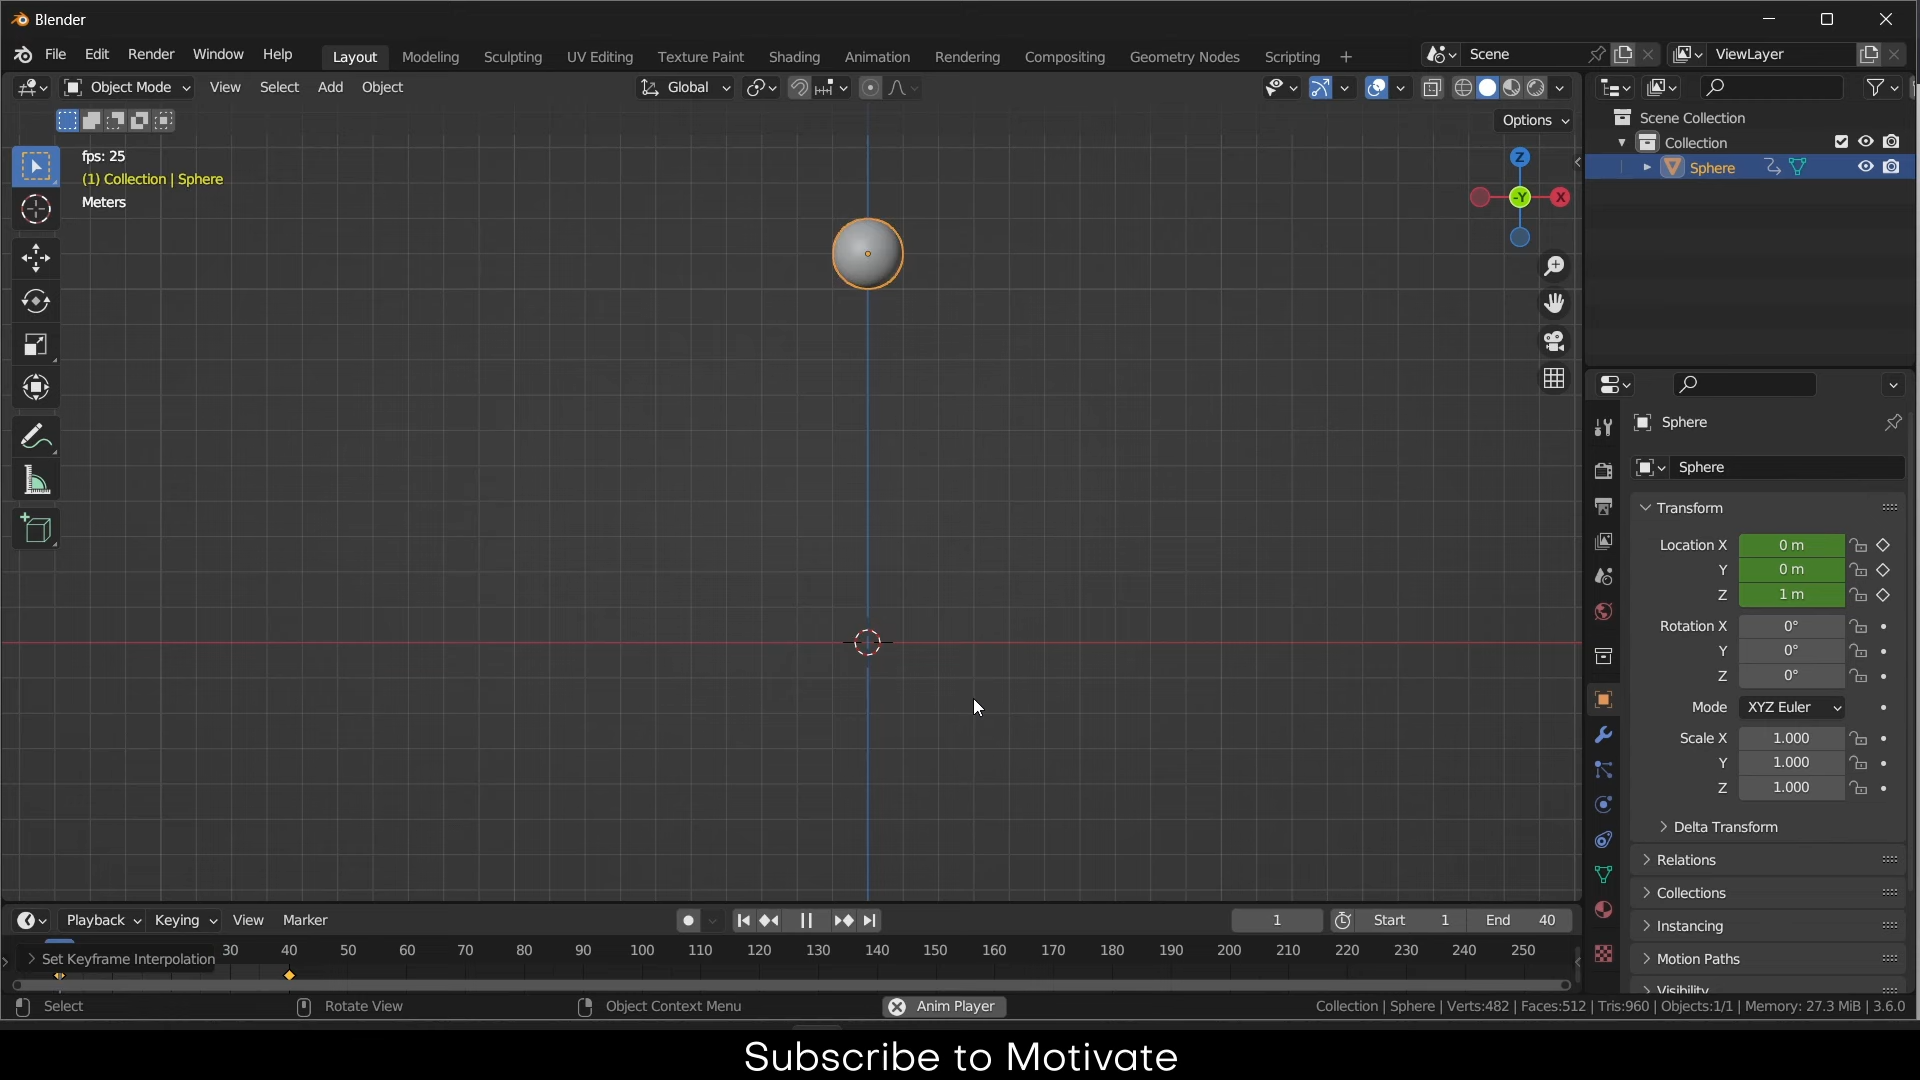 Blender
File Edit Render Window Help Layout Modeling Sculpting UV Editing Texture Paint Shading Animation Rendering Compositing Geometry Nodes Scripting Scene ViewLayer
Object Mode View Select Add Object Global
Options
fps: 25
(1) Collection | Sphere
Meters
Z
-Y X
Scene Collection
Collection
Sphere
Sphere
Sphere
Transform
Location X 0 m
Y 0 m
Z 1 m
Rotation X 0°
Y 0°
Z 0°
Mode XYZ Euler
Scale X 1.000
Y 1.000
Z 1.000
Delta Transform
Relations
Collections
Instancing
Motion Paths
Visibility
Playback Keying View Marker 1 Start 1 End 40
30 40 50 60 70 80 90 100 110 120 130 140 150 160 170 180 190 200 210 220 230 240 250
Set Keyframe Interpolation
Select Rotate View Object Context Menu Anim Player Collection | Sphere | Verts:482 | Faces:512 | Tris:960 | Objects:1/1 | Memory: 27.3 MiB | 3.6.0
Subscribe to Motivate